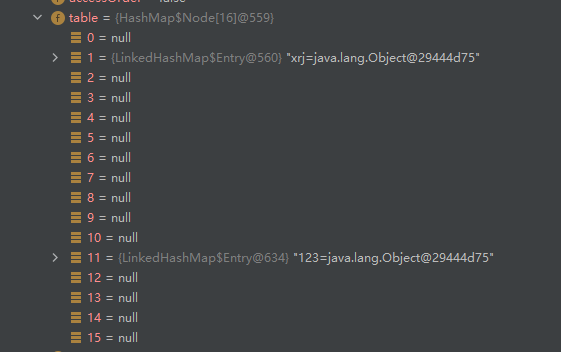 f table = {HashMap$Node[16]@559}
0 = null
1 = {LinkedHashMap$Entry@560} "xrj=java.lang.Object@29444d75"
2 = null
3 = null
4 = null
5 = null
6 = null
7 = null
8 = null
9 = null
10 = null
11 = {LinkedHashMap$Entry@634} "123=java.lang.Object@29444d75"
12 = null
13 = null
14 = null
15 = null